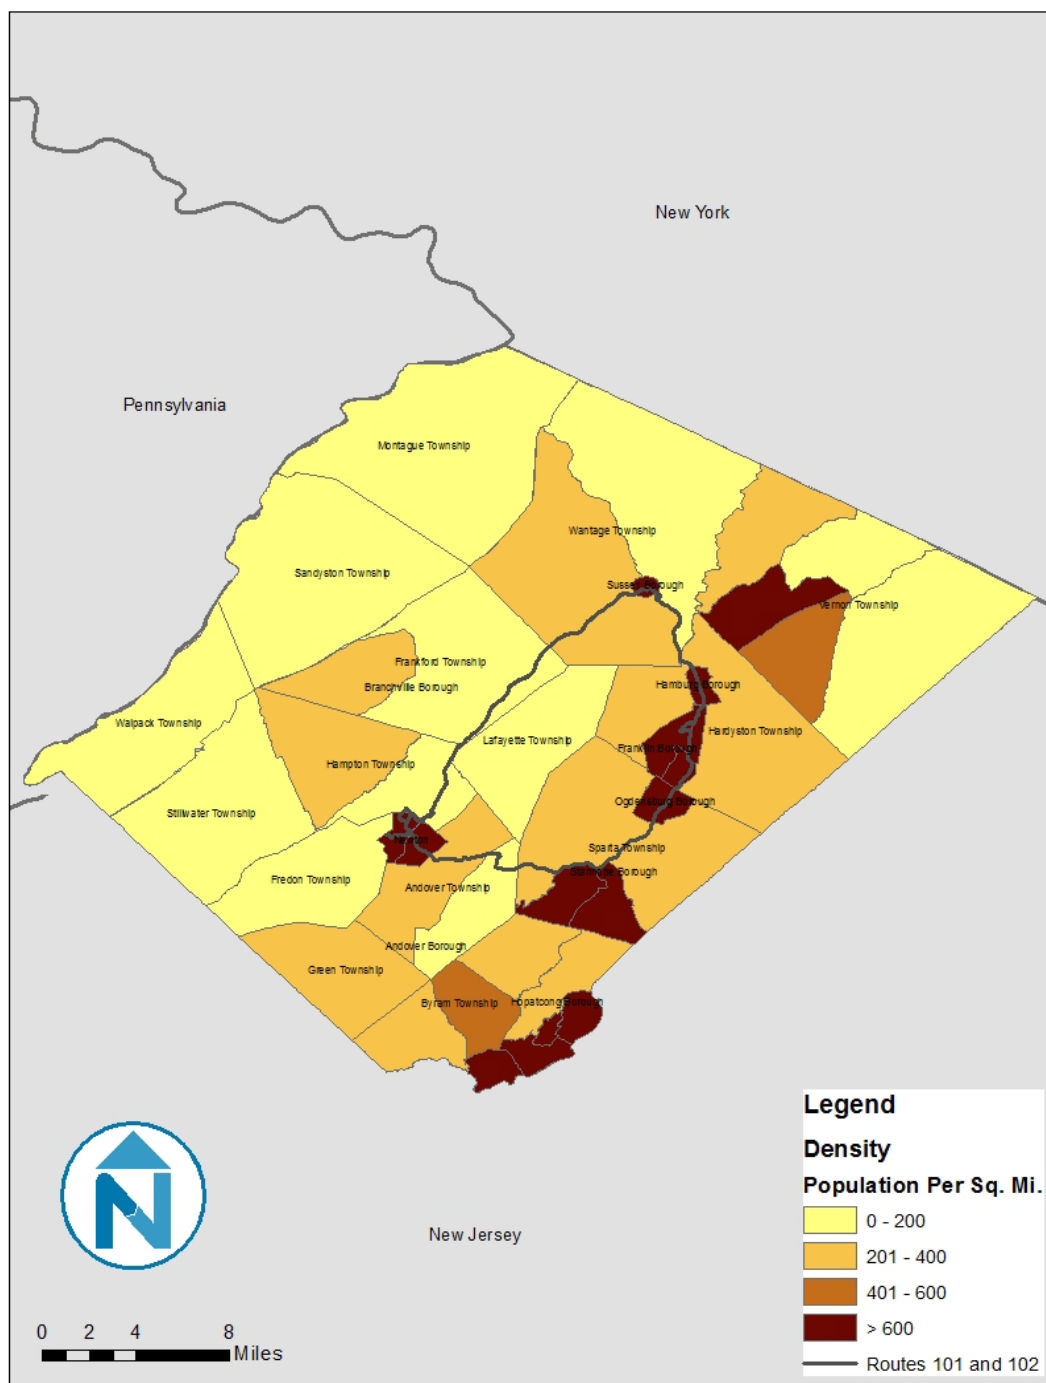 New York
Pennsylvania
Montague Township
Wantage Township
Sandyston Township
Sussex Borough
Vernon Township
Frankford Township
Branchville Borough
Hamburg Borough
Walpack Township
Lafayette Township
Hardyston Township
Franklin Borough
Hampton Township
Ogdensburg Borough
Stillwater Township
Newton
Sparta Township
Stanhope Borough
Fredon Township
Andover Township
Andover Borough
Green Township
Byram Township
Hopatcong Borough
New Jersey
N
0 2 4 8
Miles
Legend
Density
Population Per Sq. Mi.
0 - 200
201 - 400
401 - 600
> 600
Routes 101 and 102